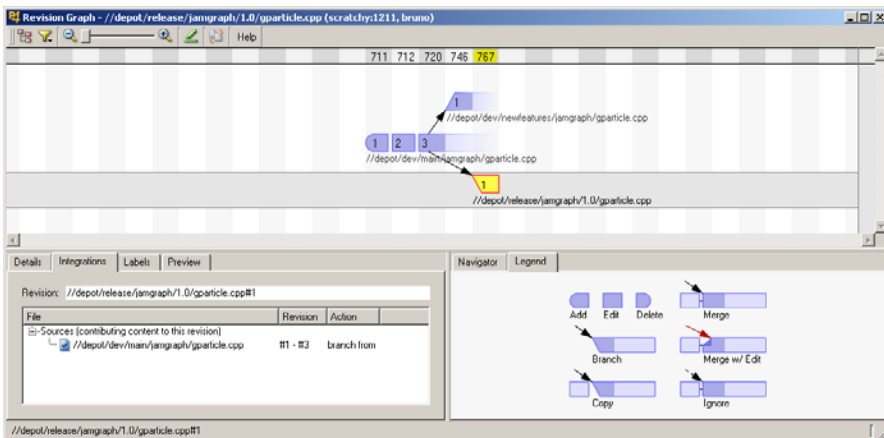 Revision Graph - //depot/release/jamgraph/1.0/gparticle.cpp (scratchy:1211, bruno)
Help
711 712 720 746 767
1
//depot/dev/newfeatures/jamgraph/gparticle.cpp
1 2 3
//depot/dev/main/jamgraph/gparticle.cpp
1
//depot/release/jamgraph/1.0/gparticle.cpp
Details Integrations Labels Preview
Navigator Legend
Revision: //depot/release/jamgraph/1.0/gparticle.cpp#1
File Revision Action
Sources (contributing content to this revision)
//depot/dev/main/jamgraph/gparticle.cpp #1 - #3 branch from
Add Edit Delete Merge
Branch Merge w/ Edit
Copy Ignore
//depot/release/jamgraph/1.0/gparticle.cpp#1